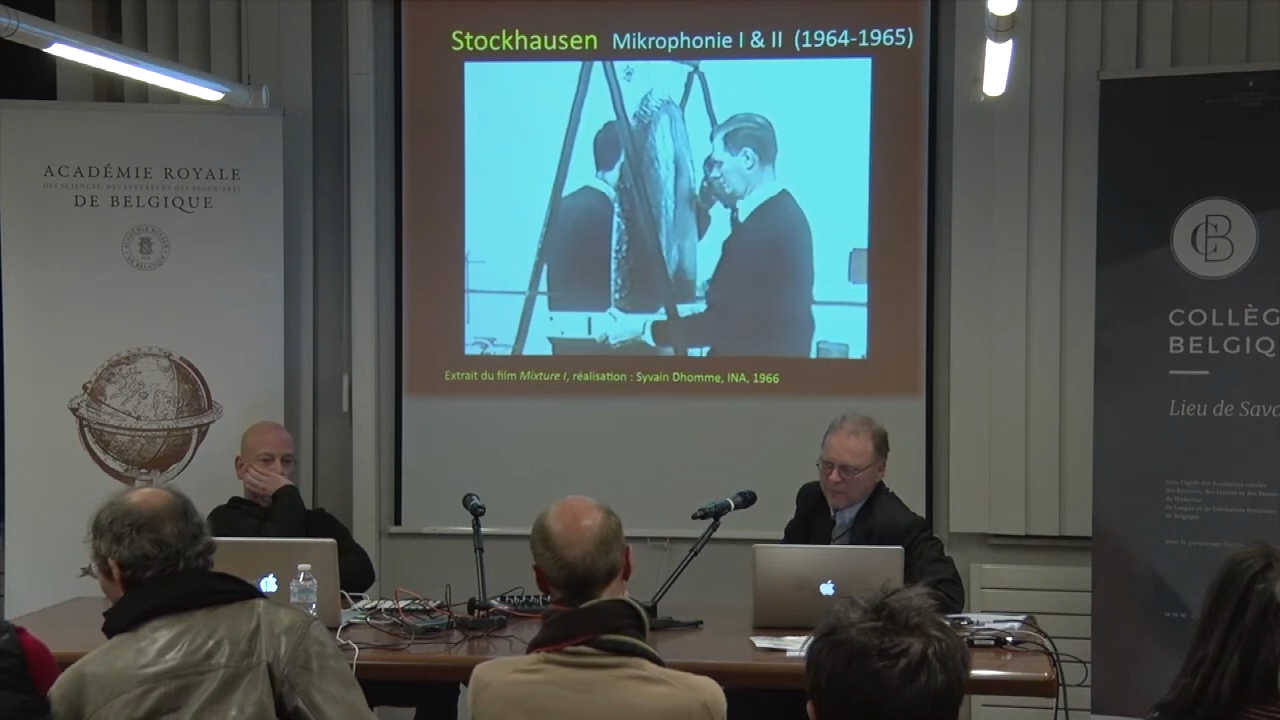 Stockhausen Mikrophonie I & II (1964-1965)
Extrait du film Mixture I, réalisation : Syvain Dhomme, INA, 1966
ACADÉMIE ROYALE
DES SCIENCES, DES LETTRES ET DES BEAUX-ARTS
DE BELGIQUE
CB
COLLÈG
BELGIQ
Lieu de Savo